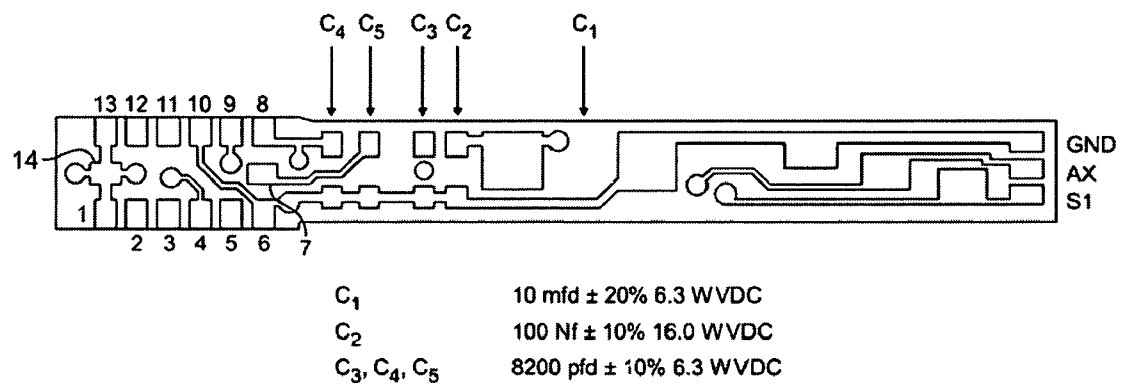 C4 C5 C3 C2 C1
13 12 11 10 9 8
14
GND
AX
S1
1
2 3 4 5 6 7
C1 10 mfd ± 20% 6.3 WVDC
C2 100 Nf ± 10% 16.0 WVDC
C3, C4, C5 8200 pfd ± 10% 6.3 WVDC